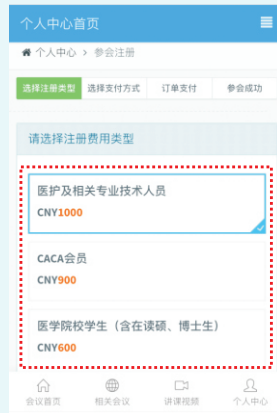 人个中心首页
个人中心 > 参会注册
选择注册类型 选择支付方式 订单支付 参会成功
请选择注册费用类型
医护及相关专业技术人员
CNY1000
CACA会员
CNY900
医学院校学生（含在读硕、博士生）
CNY600
会议首页 相关会议 讲课视频 个人中心